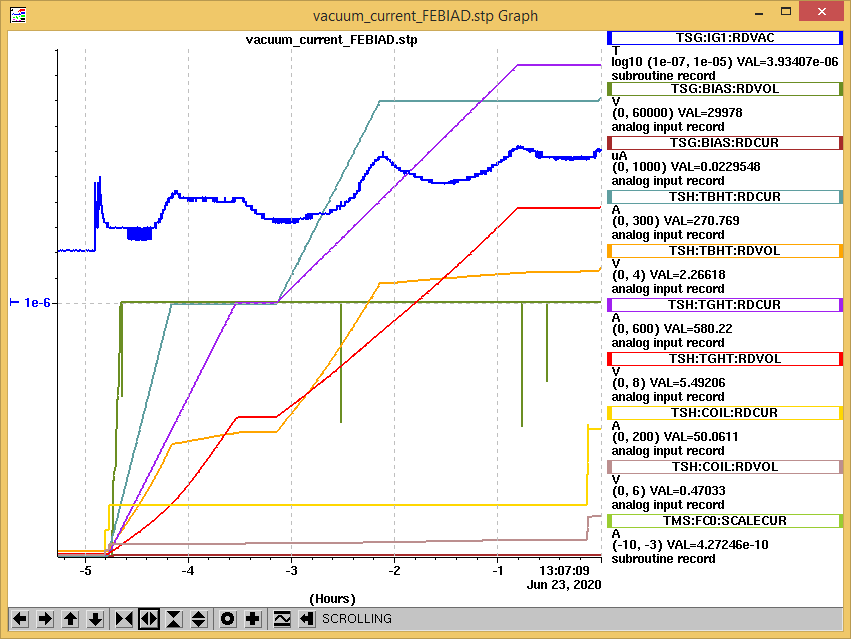 vacuum_current_FEBIAD.stp Graph
vacuum_current_FEBIAD.stp
T 1e-6
-5 -4 -3 -2 -1 13:07:09
Jun 23, 2020
(Hours)
TSG:IG1:RDVAC
T
log10 (1e-07, 1e-05) VAL=3.93407e-06
subroutine record
TSG:BIAS:RDVOL
V
(0, 60000) VAL=29978
analog input record
TSG:BIAS:RDCUR
uA
(0, 1000) VAL=0.0229548
analog input record
TSH:TBHT:RDCUR
A
(0, 300) VAL=270.769
analog input record
TSH:TBHT:RDVOL
V
(0, 4) VAL=2.26618
analog input record
TSH:TGHT:RDCUR
A
(0, 600) VAL=580.22
analog input record
TSH:TGHT:RDVOL
V
(0, 8) VAL=5.49206
analog input record
TSH:COIL:RDCUR
A
(0, 200) VAL=50.0611
analog input record
TSH:COIL:RDVOL
V
(0, 6) VAL=0.47033
analog input record
TMS:FC0:SCALECUR
A
(-10, -3) VAL=4.27246e-10
subroutine record
SCROLLING